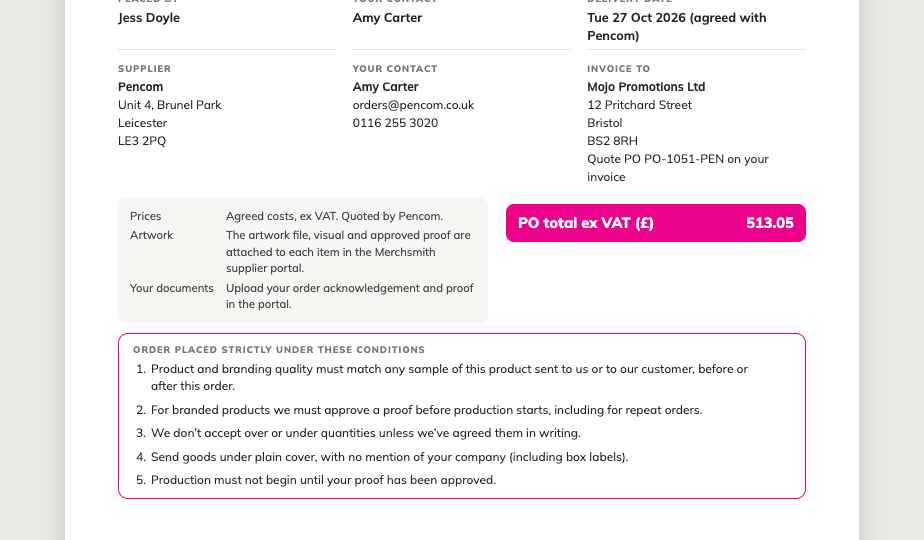 PLACED BY
YOUR CONTACT
DELIVERY DATE
Jess Doyle
Amy Carter
Tue 27 Oct 2026 (agreed with
Pencom)
SUPPLIER
Pencom
Unit 4, Brunel Park
Leicester
LE3 2PQ
YOUR CONTACT
Amy Carter
orders@pencom.co.uk
0116 255 3020
INVOICE TO
Mojo Promotions Ltd
12 Pritchard Street
Bristol
BS2 8RH
Quote PO PO-1051-PEN on your
invoice
Prices Agreed costs, ex VAT. Quoted by Pencom.
Artwork The artwork file, visual and approved proof are
attached to each item in the Merchsmith
supplier portal.
Your documents Upload your order acknowledgement and proof
in the portal.
PO total ex VAT (£) 513.05
ORDER PLACED STRICTLY UNDER THESE CONDITIONS
1. Product and branding quality must match any sample of this product sent to us or to our customer, before or
after this order.
2. For branded products we must approve a proof before production starts, including for repeat orders.
3. We don't accept over or under quantities unless we've agreed them in writing.
4. Send goods under plain cover, with no mention of your company (including box labels).
5. Production must not begin until your proof has been approved.